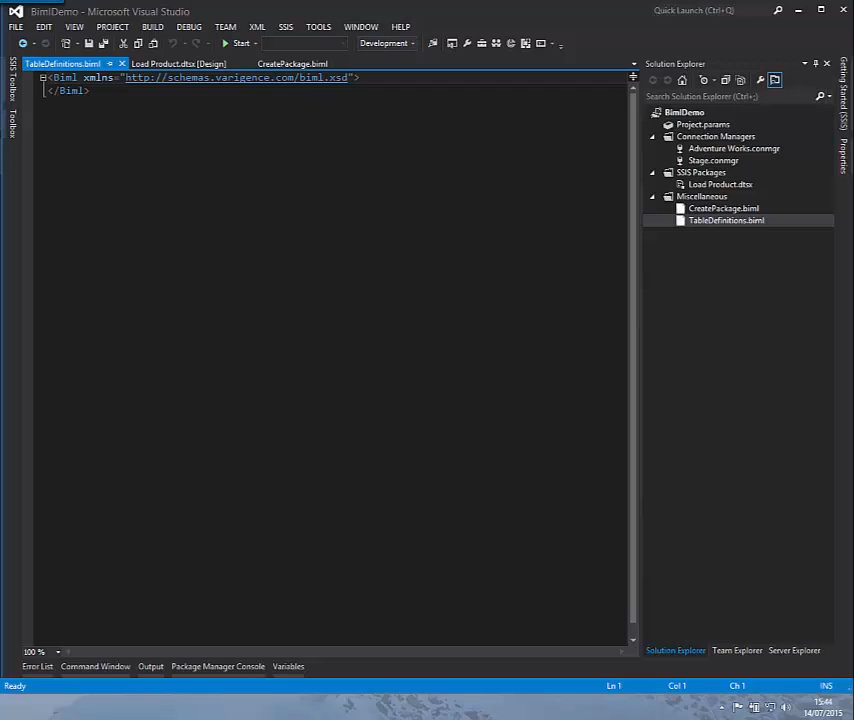 BimlDemo - Microsoft Visual Studio
Quick Launch (Ctrl+Q)
FILE EDIT VIEW PROJECT BUILD DEBUG TEAM XML SSIS TOOLS WINDOW HELP
Start
Development
SSIS Toolbox
Toolbox
TableDefinitions.biml
Load Product.dtsx [Design]
CreatePackage.biml
<Biml xmlns="http://schemas.varigence.com/biml.xsd">
</Biml>
Solution Explorer
Search Solution Explorer (Ctrl+;)
BimlDemo
Project.params
Connection Managers
Adventure Works.conmgr
Stage.conmgr
SSIS Packages
Load Product.dtsx
Miscellaneous
CreatePackage.biml
TableDefinitions.biml
Getting Started (SSIS)
Properties
100 %
Solution Explorer Team Explorer Server Explorer
Error List Command Window Output Package Manager Console Variables
Ready
Ln 1 Col 1 Ch 1 INS
15:44
14/07/2015